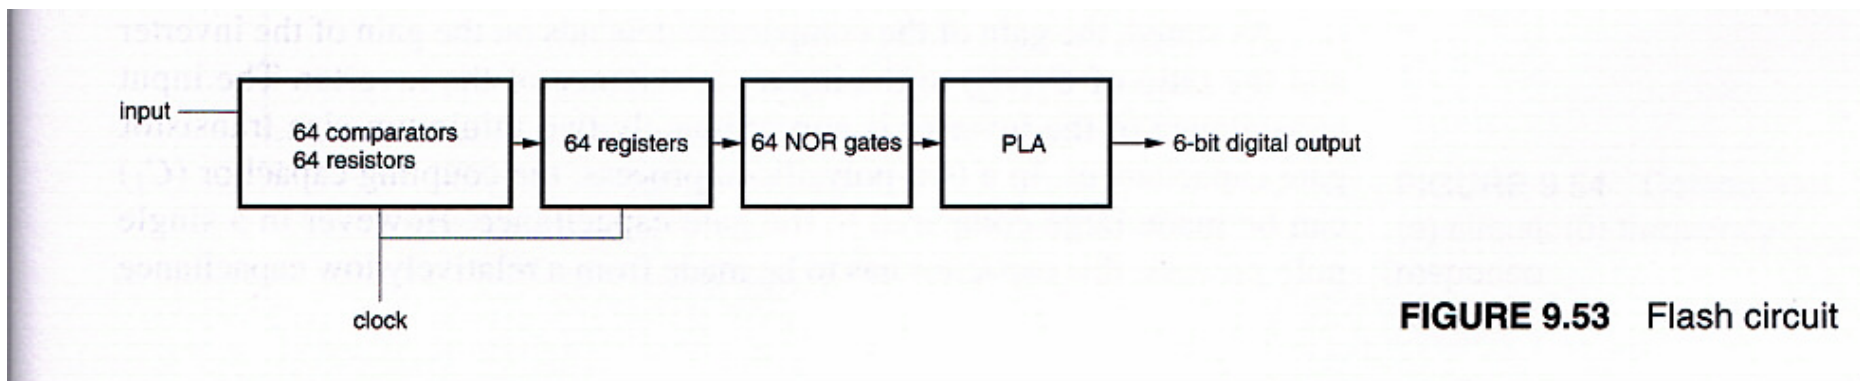 input
64 comparators
64 resistors
64 registers
64 NOR gates
PLA
6-bit digital output
clock
FIGURE 9.53 Flash circuit